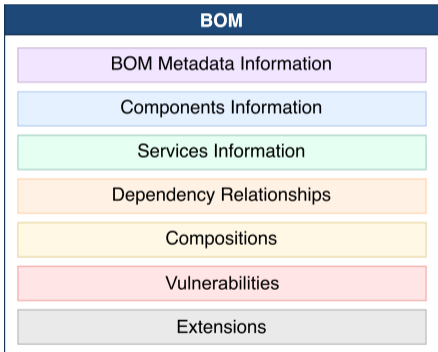 BOM
BOM Metadata Information
Components Information
Services Information
Dependency Relationships
Compositions
Vulnerabilities
Extensions